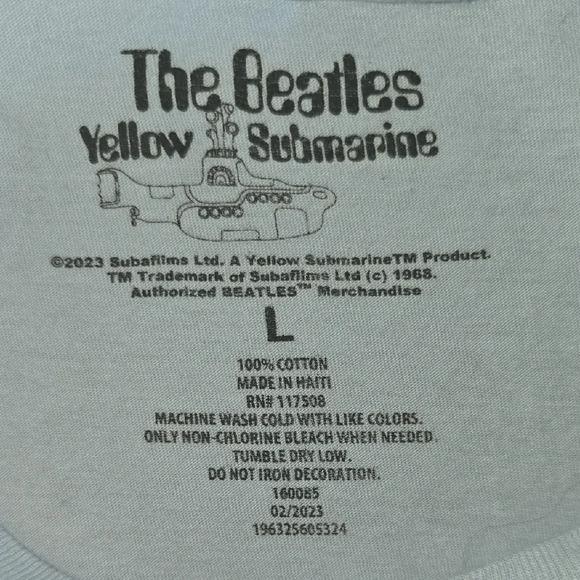 The Beatles
Yellow Submarine
©2023 Subafilms Ltd. A Yellow SubmarineTM Product.
TM Trademark of Subafilms Ltd (c) 1968.
Authorized BEATLES™ Merchandise
L
100% COTTON
MADE IN HAITI
RN# 117508
MACHINE WASH COLD WITH LIKE COLORS.
ONLY NON-CHLORINE BLEACH WHEN NEEDED.
TUMBLE DRY LOW.
DO NOT IRON DECORATION.
160085
02/2023
196325605324